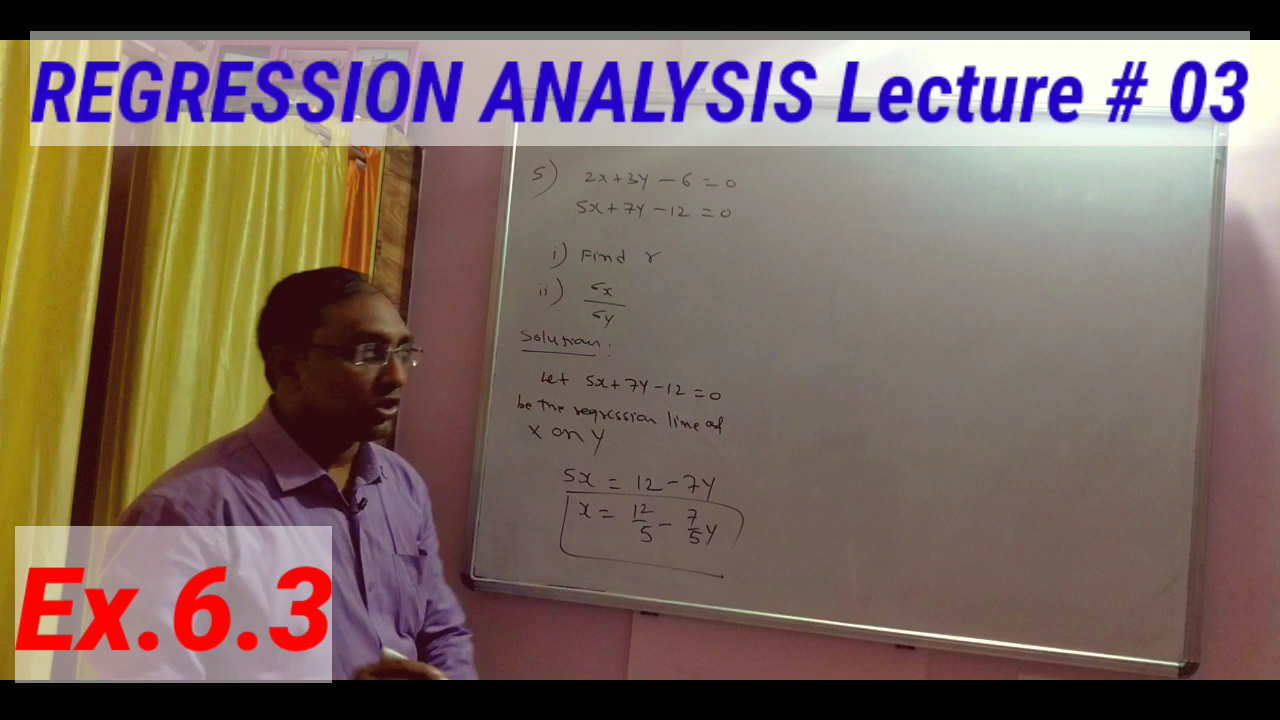 REGRESSION ANALYSIS Lecture # 03
5) 2x+3y-6=0
5x+7y-12=0
i) Find r
ii) σx/σy
Solution:
Let 5x+7y-12=0
be the regression line of
x on y
5x = 12-7y
x = 12/5 - 7/5y
Ex.6.3